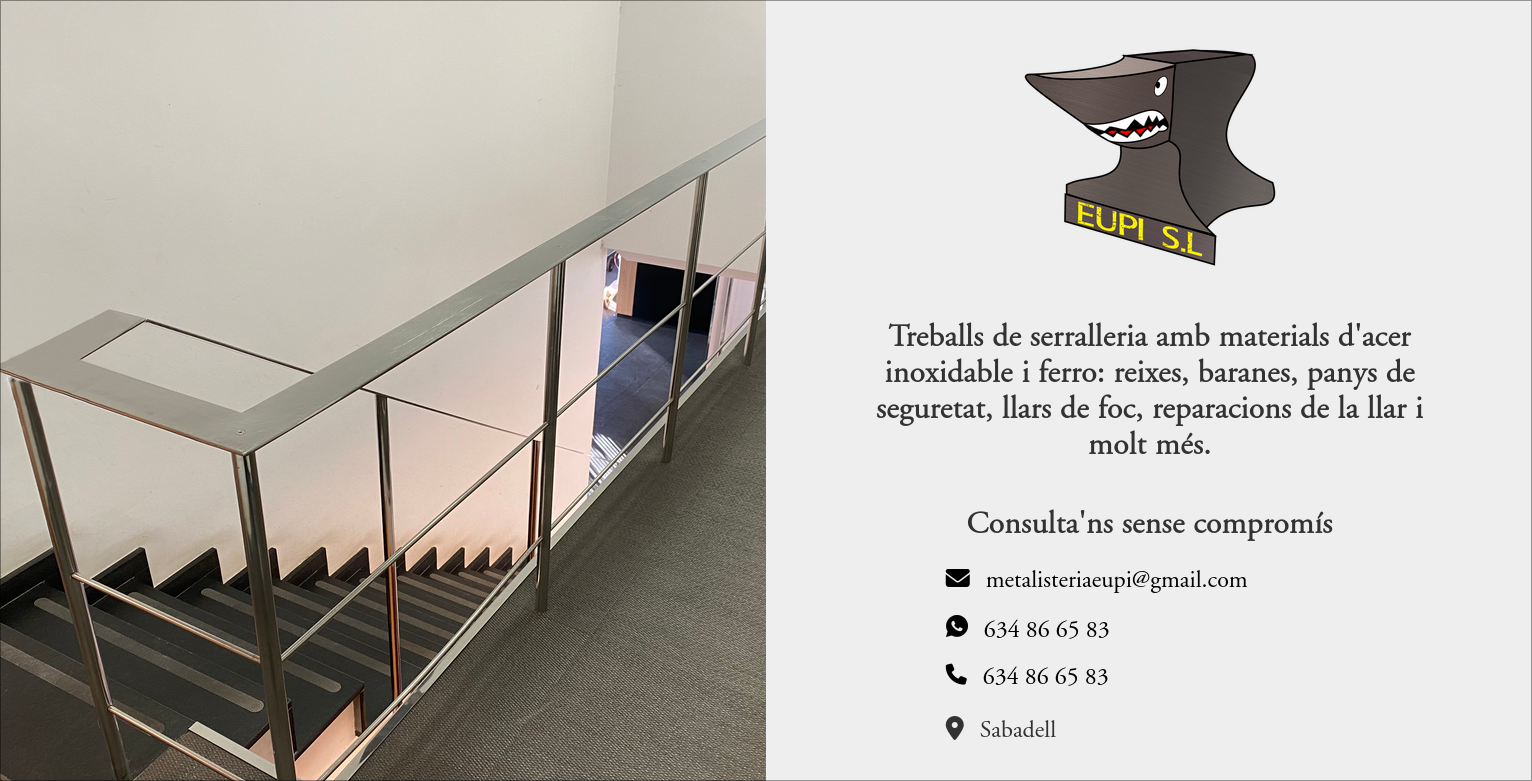 EUPI S.L
Treballs de serralleria amb materials d'acer
inoxidable i ferro: reixes, baranes, panys de
seguretat, llars de foc, reparacions de la llar i
molt més.
Consulta'ns sense compromís
metalisteriaeupi@gmail.com
634 86 65 83
634 86 65 83
Sabadell